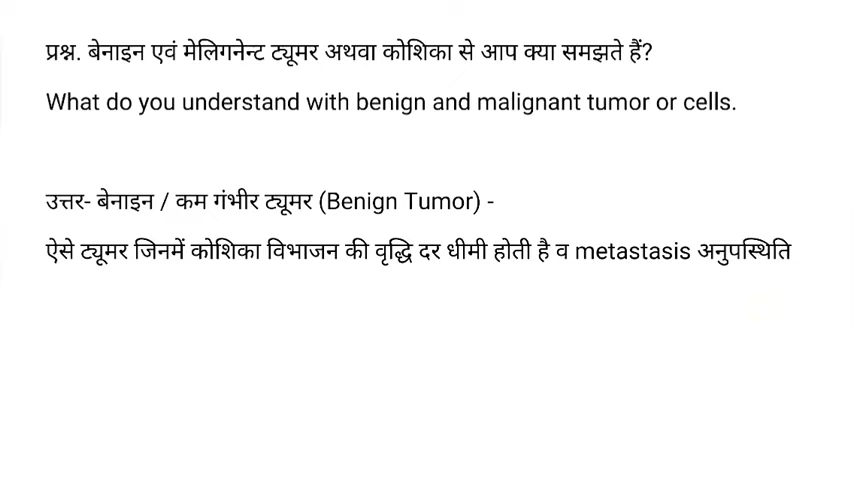 प्रश्न. बेनाइन एवं मेलिगनेन्ट ट्यूमर अथवा कोशिका से आप क्या समझते हैं?
What do you understand with benign and malignant tumor or cells.
उत्तर- बेनाइन / कम गंभीर ट्यूमर (Benign Tumor) -
ऐसे ट्यूमर जिनमें कोशिका विभाजन की वृद्धि दर धीमी होती है व metastasis अनुपस्थिति